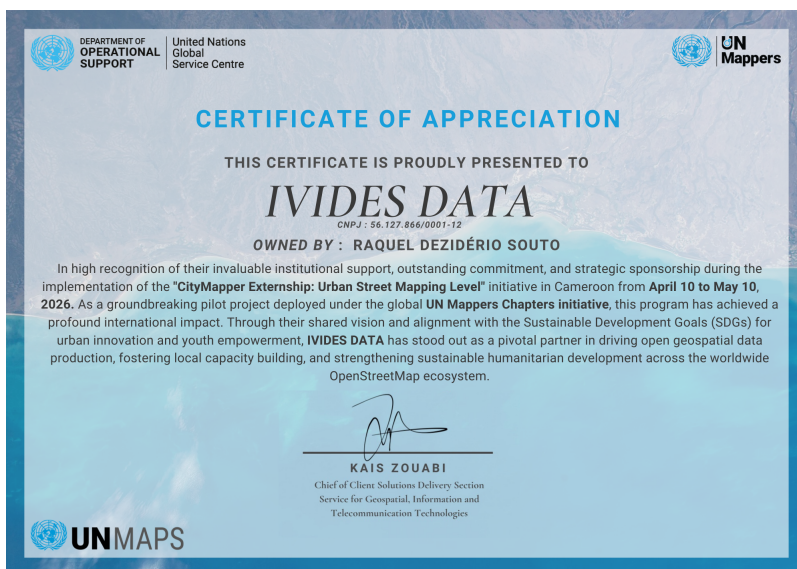 DEPARTMENT OF
OPERATIONAL
SUPPORT
United Nations
Global
Service Centre
UN
Mappers
CERTIFICATE OF APPRECIATION
THIS CERTIFICATE IS PROUDLY PRESENTED TO
IVIDES DATA
CNPJ : 56.127.866/0001-12
OWNED BY : RAQUEL DEZIDÉRIO SOUTO
In high recognition of their invaluable institutional support, outstanding commitment, and strategic sponsorship during the
implementation of the "CityMapper Externship: Urban Street Mapping Level" initiative in Cameroon from April 10 to May 10,
2026. As a groundbreaking pilot project deployed under the global UN Mappers Chapters initiative, this program has achieved a
profound international impact. Through their shared vision and alignment with the Sustainable Development Goals (SDGs) for
urban innovation and youth empowerment, IVIDES DATA has stood out as a pivotal partner in driving open geospatial data
production, fostering local capacity building, and strengthening sustainable humanitarian development across the worldwide
OpenStreetMap ecosystem.
KAIS ZOUABI
Chief of Client Solutions Delivery Section
Service for Geospatial, Information and
Telecommunication Technologies
UNMAPS